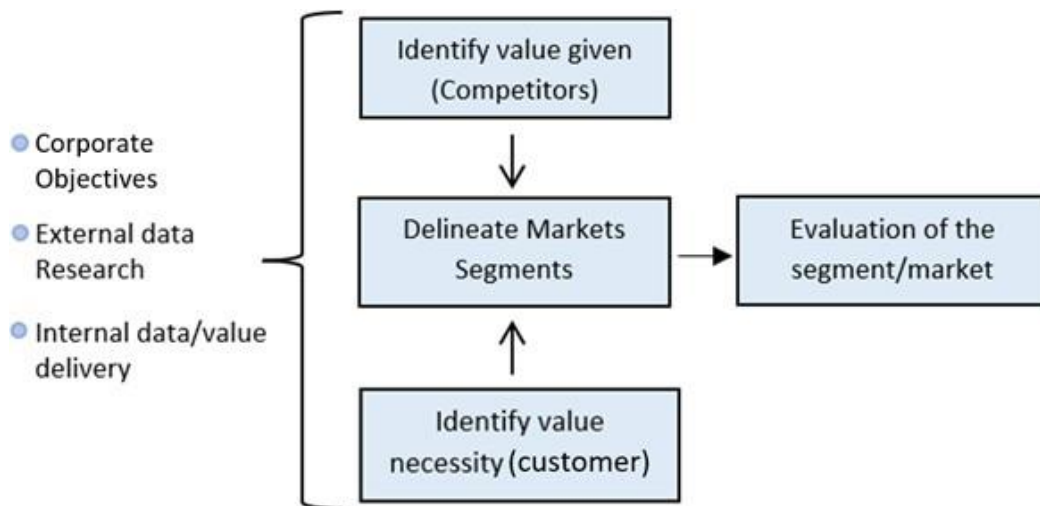 Corporate
Objectives
External data
Research
Internal data/value
delivery
Identify value given
(Competitors)
Delineate Markets
Segments
Identify value
necessity (customer)
Evaluation of the
segment/market